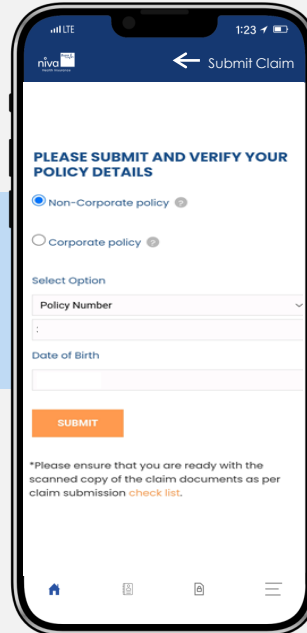 LTE 1:23
niva
Health Insurance
Submit Claim
PLEASE SUBMIT AND VERIFY YOUR
POLICY DETAILS
Non-Corporate policy ?
Corporate policy ?
Select Option
Policy Number
:
Date of Birth
SUBMIT
*Please ensure that you are ready with the
scanned copy of the claim documents as per
claim submission check list.